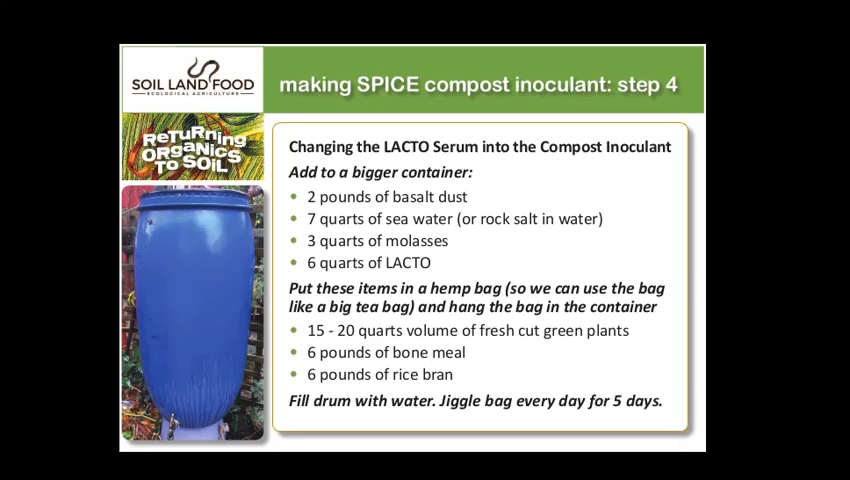 SOIL LAND FOOD
ECOLOGICAL AGRICULTURE
making SPICE compost inoculant: step 4
ReTuRning
ORganics
To SoiL
Changing the LACTO Serum into the Compost Inoculant
Add to a bigger container:
• 2 pounds of basalt dust
• 7 quarts of sea water (or rock salt in water)
• 3 quarts of molasses
• 6 quarts of LACTO
Put these items in a hemp bag (so we can use the bag
like a big tea bag) and hang the bag in the container
• 15 - 20 quarts volume of fresh cut green plants
• 6 pounds of bone meal
• 6 pounds of rice bran
Fill drum with water. Jiggle bag every day for 5 days.